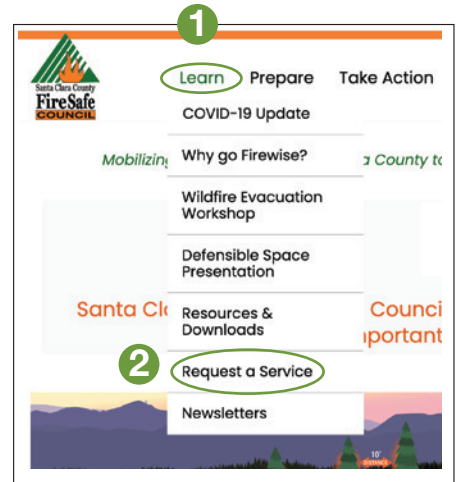 1
Santa Clara County
FireSafe
COUNCIL
Learn Prepare Take Action
COVID-19 Update
Mobilizing
Why go Firewise?
a County to
Wildfire Evacuation
Workshop
Defensible Space
Presentation
Santa Cl
Resources &
Downloads
Counci
portant
2
Request a Service
Newsletters
10'
DISTANCE